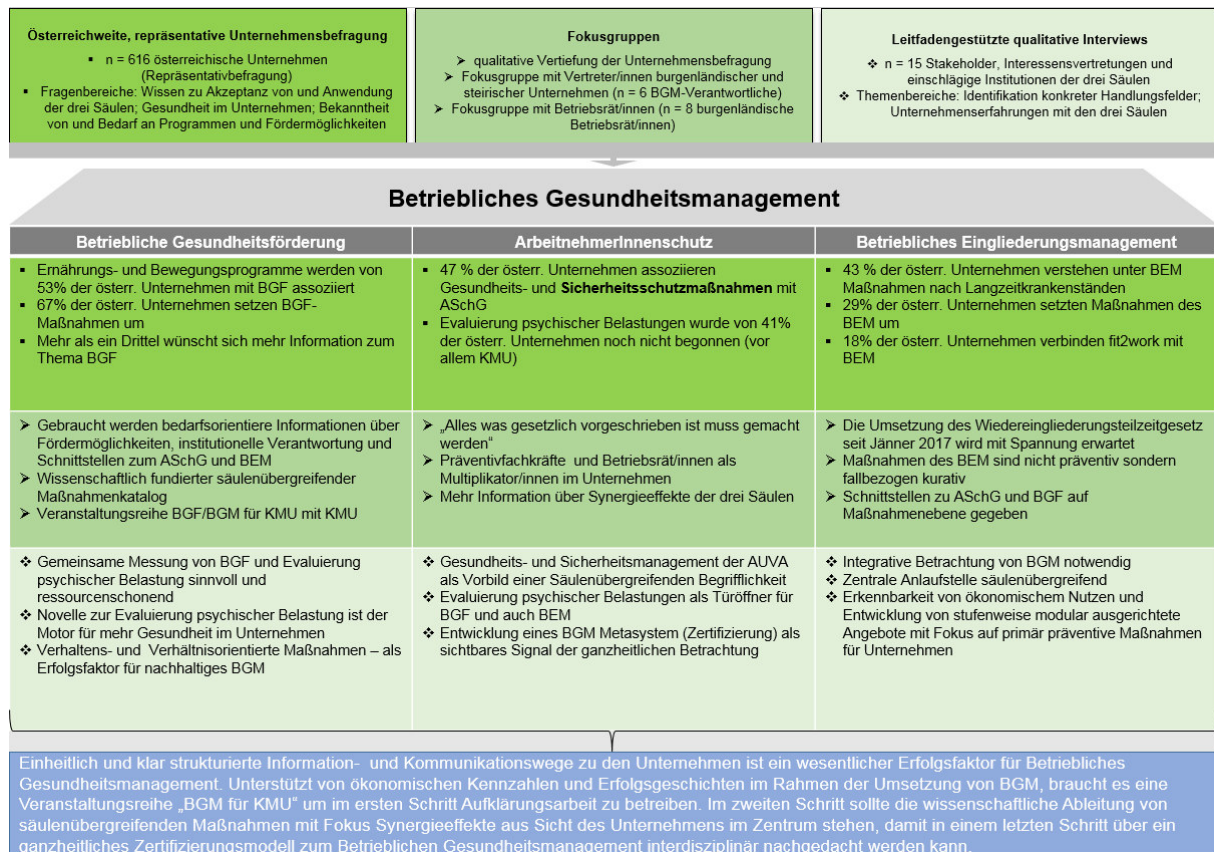 Österreichweite, repräsentative Unternehmensbefragung
▪ n = 616 österreichische Unternehmen
(Repräsentativbefragung)
▪ Fragenbereiche: Wissen zu Akzeptanz von und Anwendung
der drei Säulen; Gesundheit im Unternehmen; Bekanntheit
von und Bedarf an Programmen und Fördermöglichkeiten
Fokusgruppen
➢ qualitative Vertiefung der Unternehmensbefragung
➢ Fokusgruppe mit Vertreter/innen burgenländischer und
steirischer Unternehmen (n = 6 BGM-Verantwortliche)
➢ Fokusgruppe mit Betriebsrät/innen (n = 8 burgenländische
Betriebsrät/innen)
Leitfadengestützte qualitative Interviews
❖ n = 15 Stakeholder, Interessensvertretungen und
einschlägige Institutionen der drei Säulen
❖ Themenbereiche: Identifikation konkreter Handlungsfelder;
Unternehmenserfahrungen mit den drei Säulen
Betriebliches Gesundheitsmanagement
Betriebliche Gesundheitsförderung
ArbeitnehmerInnenschutz
Betriebliches Eingliederungsmanagement
▪ Ernährungs- und Bewegungsprogramme werden von
53% der österr. Unternehmen mit BGF assoziiert
▪ 67% der österr. Unternehmen setzen BGF-
Maßnahmen um
▪ Mehr als ein Drittel wünscht sich mehr Information zum
Thema BGF
▪ 47 % der österr. Unternehmen assoziieren
Gesundheits- und Sicherheitsschutzmaßnahmen mit
ASchG
▪ Evaluierung psychischer Belastungen wurde von 41%
der österr. Unternehmen noch nicht begonnen (vor
allem KMU)
▪ 43 % der österr. Unternehmen verstehen unter BEM
Maßnahmen nach Langzeitkrankenständen
▪ 29% der österr. Unternehmen setzten Maßnahmen des
BEM um
▪ 18% der österr. Unternehmen verbinden fit2work mit
BEM
➢ Gebraucht werden bedarfsorientiere Informationen über
Fördermöglichkeiten, institutionelle Verantwortung und
Schnittstellen zum ASchG und BEM
➢ Wissenschaftlich fundierter säulenübergreifender
Maßnahmenkatalog
➢ Veranstaltungsreihe BGF/BGM für KMU mit KMU
➢ „Alles was gesetzlich vorgeschrieben ist muss gemacht
werden“
➢ Präventivfachkräfte und Betriebsrät/innen als
Multiplikator/innen im Unternehmen
➢ Mehr Information über Synergieeffekte der drei Säulen
➢ Die Umsetzung des Wiedereingliederungsteilzeitgesetz
seit Jänner 2017 wird mit Spannung erwartet
➢ Maßnahmen des BEM sind nicht präventiv sondern
fallbezogen kurativ
➢ Schnittstellen zu ASchG und BGF auf
Maßnahmenebene gegeben
❖ Gemeinsame Messung von BGF und Evaluierung
psychischer Belastung sinnvoll und
ressourcenschonend
❖ Novelle zur Evaluierung psychischer Belastung ist der
Motor für mehr Gesundheit im Unternehmen
❖ Verhaltens- und Verhältnisorientierte Maßnahmen – als
Erfolgsfaktor für nachhaltiges BGM
❖ Gesundheits- und Sicherheitsmanagement der AUVA
als Vorbild einer Säulenübergreifenden Begrifflichkeit
❖ Evaluierung psychischer Belastungen als Türöffner für
BGF und auch BEM
❖ Entwicklung eines BGM Metasystem (Zertifizierung) als
sichtbares Signal der ganzheitlichen Betrachtung
❖ Integrative Betrachtung von BGM notwendig
❖ Zentrale Anlaufstelle säulenübergreifend
❖ Erkennbarkeit von ökonomischem Nutzen und
Entwicklung von stufenweise modular ausgerichtete
Angebote mit Fokus auf primär präventive Maßnahmen
für Unternehmen
Einheitlich und klar strukturierte Information- und Kommunikationswege zu den Unternehmen ist ein wesentlicher Erfolgsfaktor für Betriebliches
Gesundheitsmanagement. Unterstützt von ökonomischen Kennzahlen und Erfolgsgeschichten im Rahmen der Umsetzung von BGM, braucht es eine
Veranstaltungsreihe „BGM für KMU“ um im ersten Schritt Aufklärungsarbeit zu betreiben. Im zweiten Schritt sollte die wissenschaftliche Ableitung von
säulenübergreifenden Maßnahmen mit Fokus Synergieeffekte aus Sicht des Unternehmens im Zentrum stehen, damit in einem letzten Schritt über ein
ganzheitliches Zertifizierungsmodell zum Betrieblichen Gesundheitsmanagement interdisziplinär nachgedacht werden kann.